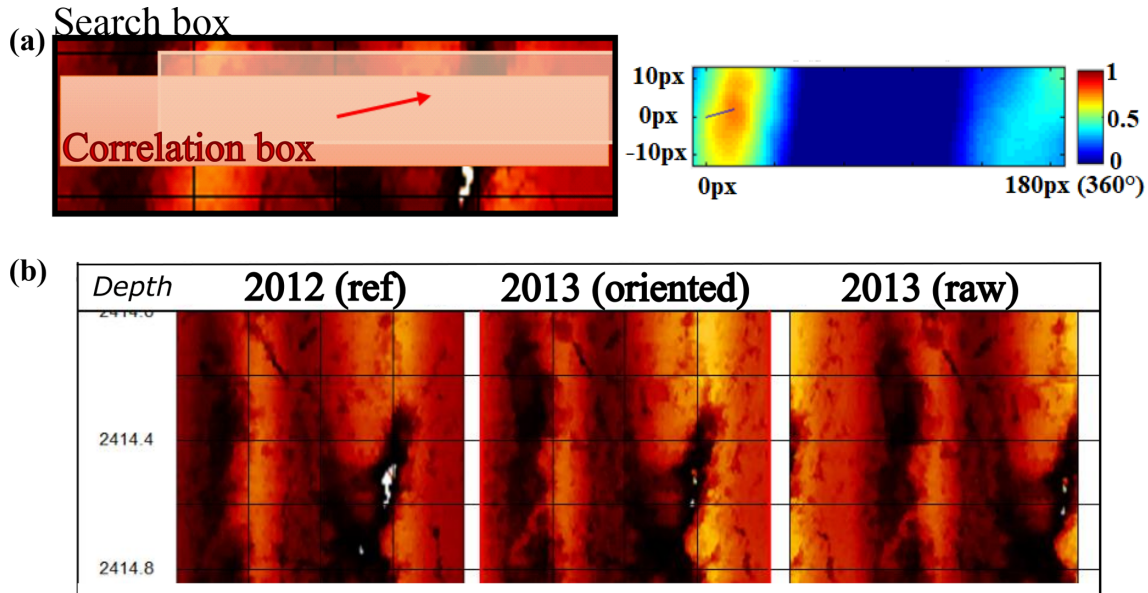 (a)
Search box
Correlation box
10px
0px
-10px
0px
180px (360°)
1
0.5
0
(b)
Depth
2012 (ref)
2013 (oriented)
2013 (raw)
2414.4
2414.8